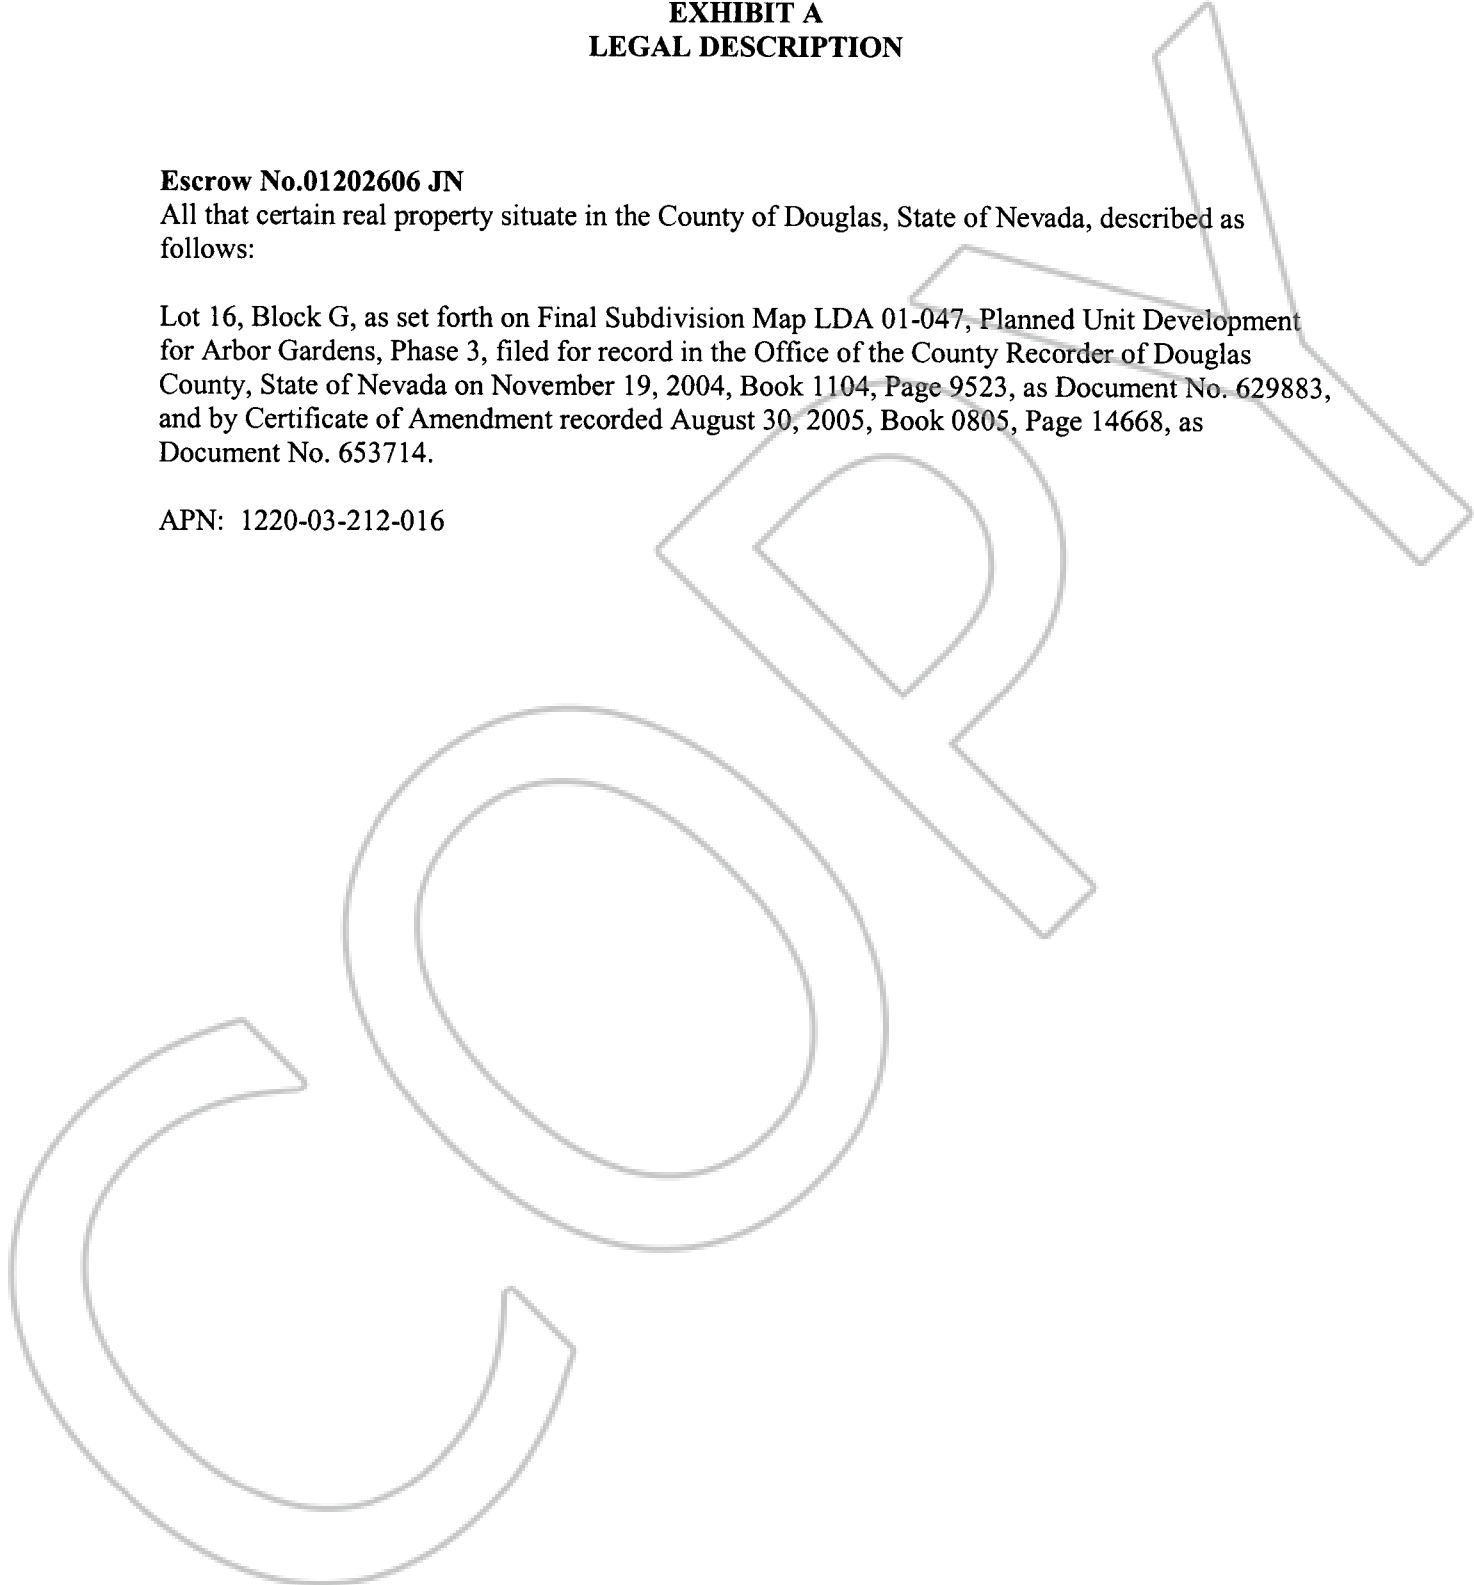 EXHIBIT A
LEGAL DESCRIPTION
Escrow No.01202606 JN
All that certain real property situate in the County of Douglas, State of Nevada, described as
follows:
Lot 16, Block G, as set forth on Final Subdivision Map LDA 01-047, Planned Unit Development
for Arbor Gardens, Phase 3, filed for record in the Office of the County Recorder of Douglas
County, State of Nevada on November 19, 2004, Book 1104, Page 9523, as Document No. 629883,
and by Certificate of Amendment recorded August 30, 2005, Book 0805, Page 14668, as
Document No. 653714.
APN: 1220-03-212-016
COPY